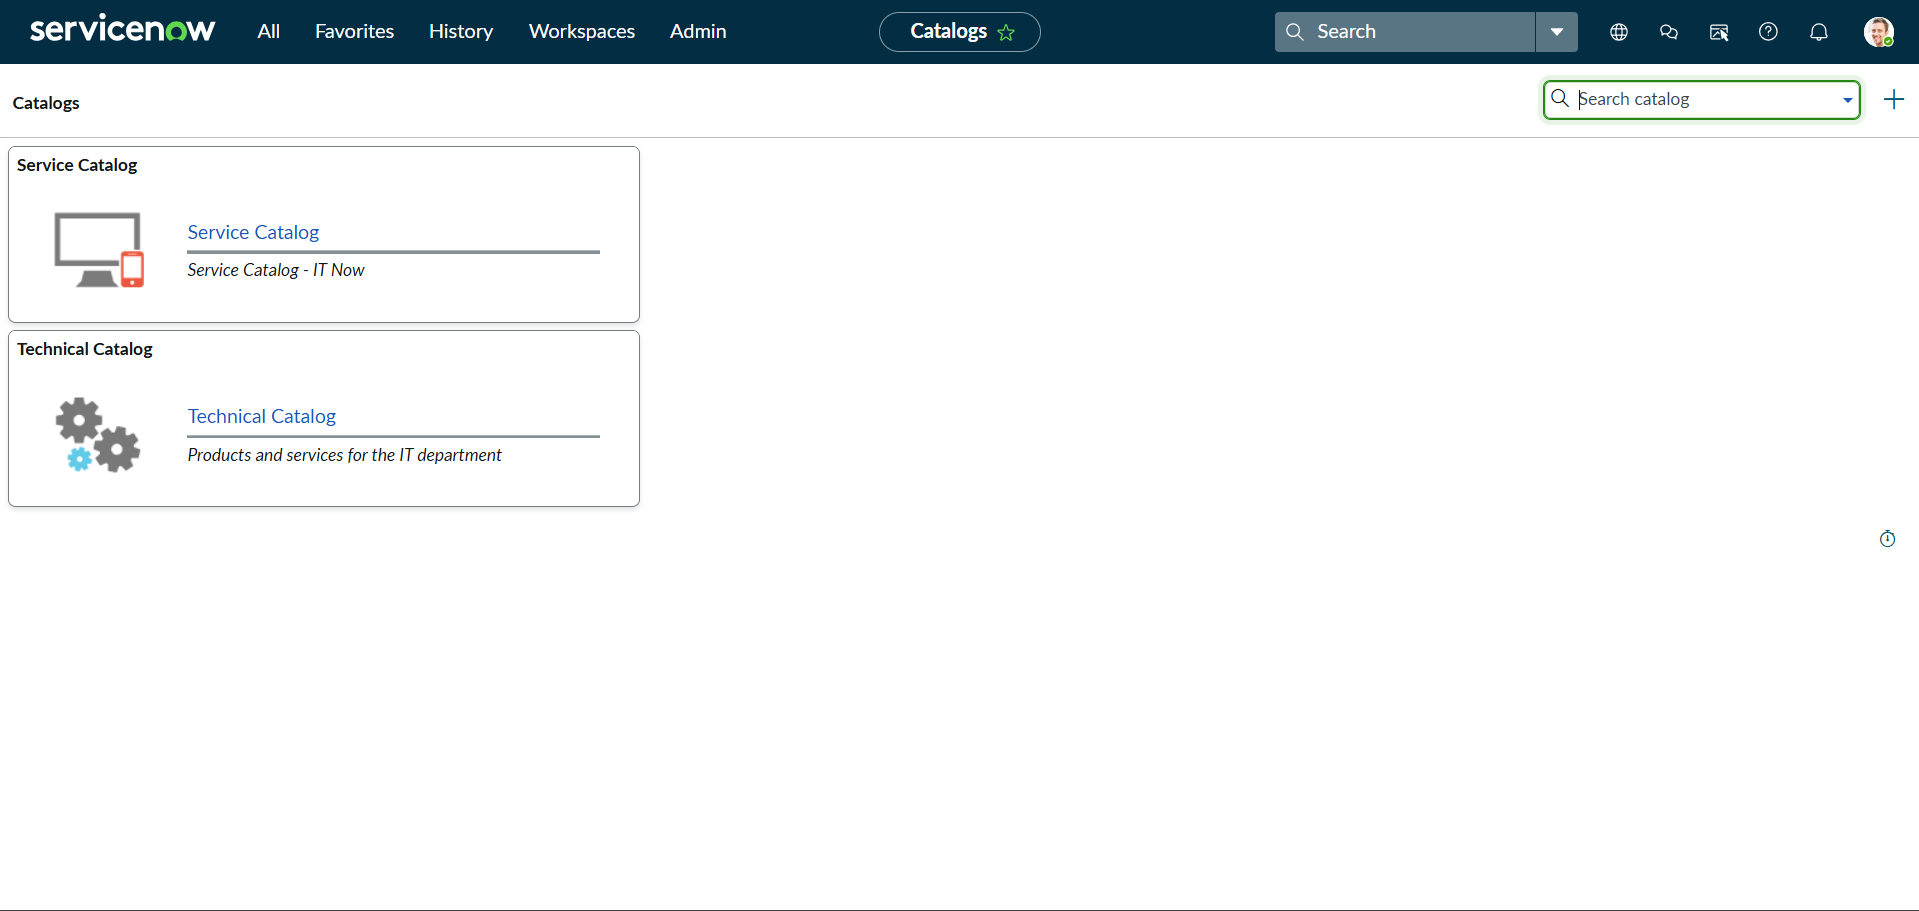 servicenow All Favorites History Workspaces Admin Catalogs Search
Catalogs Search catalog
Service Catalog
Service Catalog
Service Catalog - IT Now
Technical Catalog
Technical Catalog
Products and services for the IT department